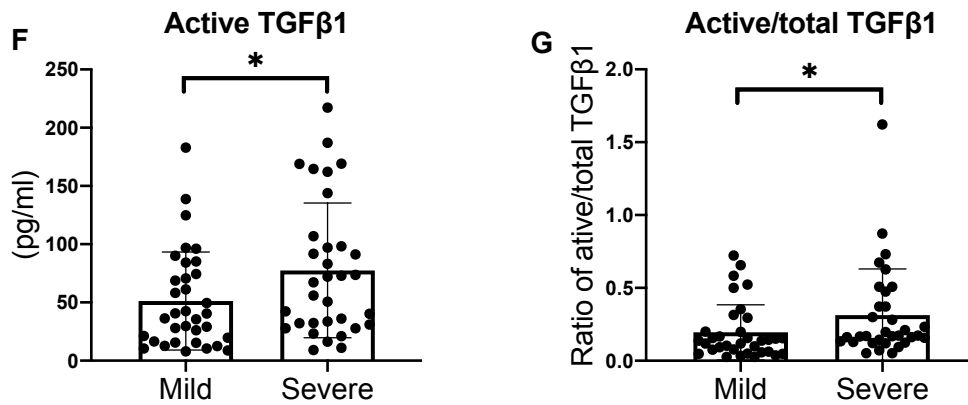 F
Active TGFβ1
(pg/ml)
250
200
150
100
50
0
*
Mild
Severe
G
Active/total TGFβ1
Ratio of ative/total TGFβ1
2.0
1.5
1.0
0.5
0.0
*
Mild
Severe